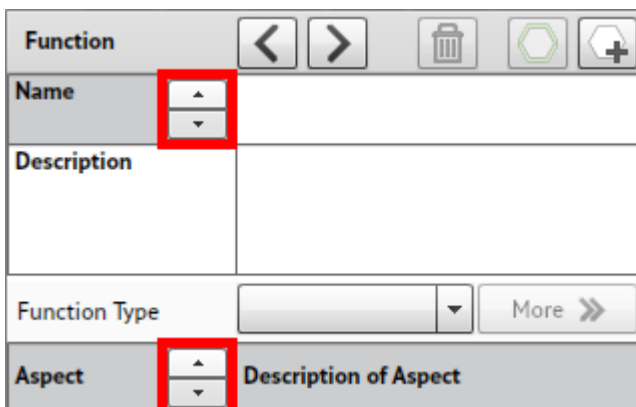 Function
Name
Description
Function Type
More
Aspect
Description of Aspect